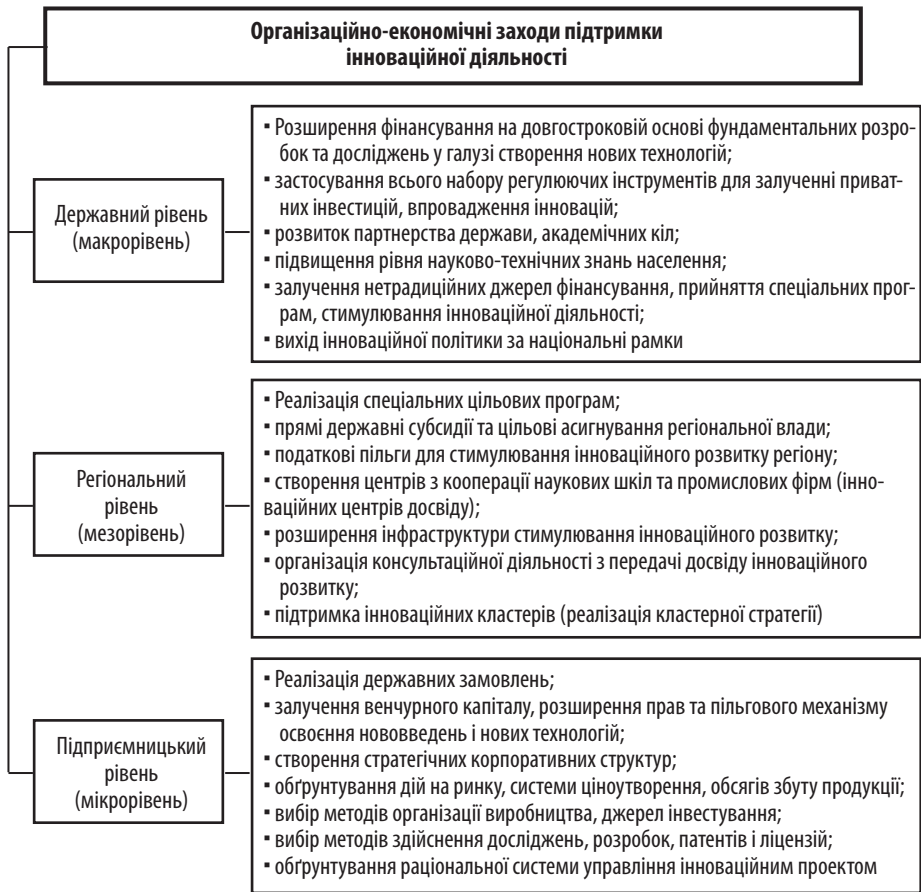 Організаційно-економічні заходи підтримки
інноваційної діяльності
Державний рівень
(макрорівень)
▪ Розширення фінансування на довгостроковій основі фундаментальних розро-
бок та досліджень у галузі створення нових технологій;
▪ застосування всього набору регулюючих інструментів для залученні приват-
них інвестицій, впровадження інновацій;
▪ розвиток партнерства держави, академічних кіл;
▪ підвищення рівня науково-технічних знань населення;
▪ залучення нетрадиційних джерел фінансування, прийняття спеціальних прог-
рам, стимулювання інноваційної діяльності;
▪ вихід інноваційної політики за національні рамки
Регіональний
рівень
(мезорівень)
▪ Реалізація спеціальних цільових програм;
▪ прямі державні субсидії та цільові асигнування регіональної влади;
▪ податкові пільги для стимулювання інноваційного розвитку регіону;
▪ створення центрів з кооперації наукових шкіл та промислових фірм (інно-
ваційних центрів досвіду);
▪ розширення інфраструктури стимулювання інноваційного розвитку;
▪ організація консультаційної діяльності з передачі досвіду інноваційного
розвитку;
▪ підтримка інноваційних кластерів (реалізація кластерної стратегії)
Підприємницький
рівень
(мікрорівень)
▪ Реалізація державних замовлень;
▪ залучення венчурного капіталу, розширення прав та пільгового механізму
освоєння нововведень і нових технологій;
▪ створення стратегічних корпоративних структур;
▪ обґрунтування дій на ринку, системи ціноутворення, обсягів збуту продукції;
▪ вибір методів організації виробництва, джерел інвестування;
▪ вибір методів здійснення досліджень, розробок, патентів і ліцензій;
▪ обґрунтування раціональної системи управління інноваційним проектом